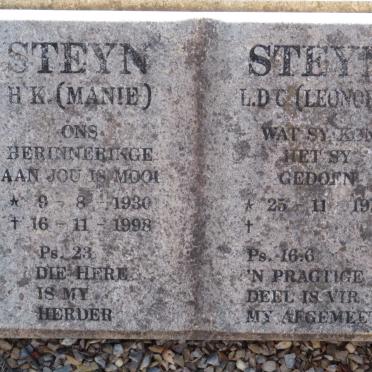 STEYN
H.K. (MANIE)
ONS
HERINNERINGE
AAN JOU IS MOOI
★ 9 - 8 - 1930
† 16 - 11 - 1998
Ps. 23
DIE HERE
IS MY
HERDER
STEYN
L.D.C. (LEONO
WAT SY KON
HET SY
GEDOEN
★ 25 - 11 - 19
†
Ps. 16:6
'N PRAGTIGE
DEEL IS VIR
MY AFGEMEET